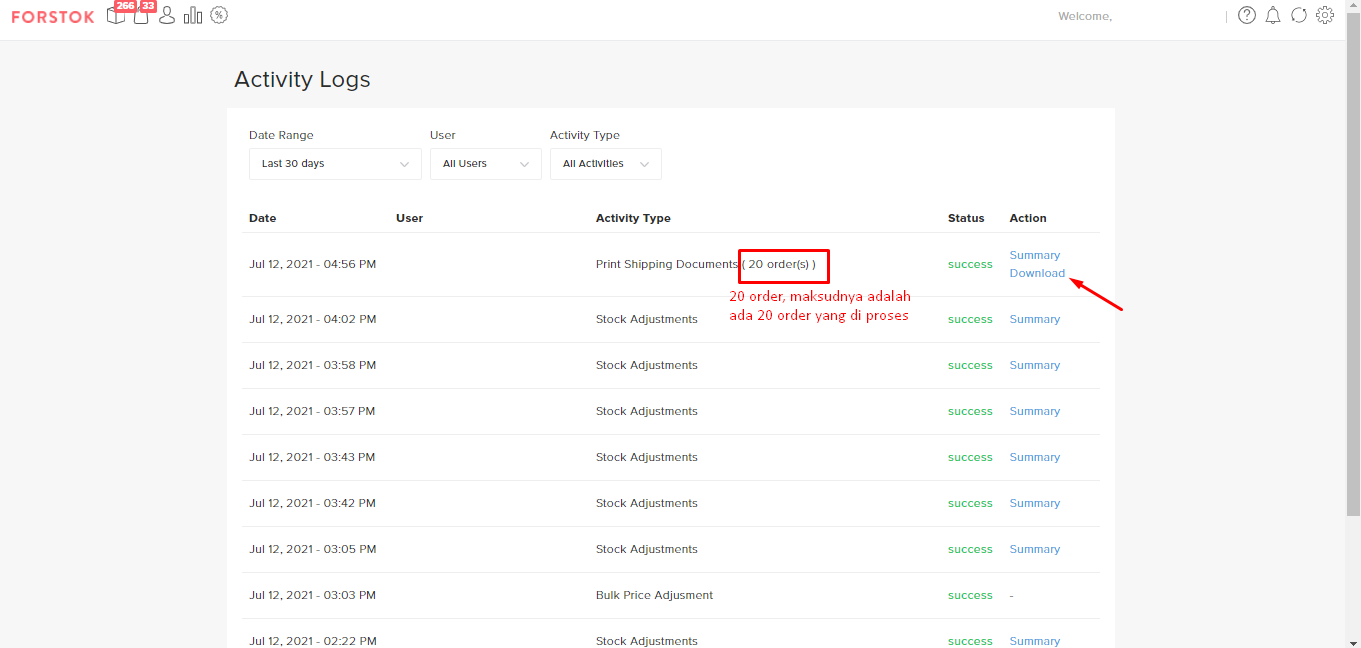 FORSTOK 266 33 Welcome,
Activity Logs
Date Range User Activity Type
Last 30 days All Users All Activities
Date User Activity Type Status Action
Jul 12, 2021 - 04:56 PM Print Shipping Documents ( 20 order(s) ) success Summary
Download
20 order, maksudnya adalah
ada 20 order yang di proses
Jul 12, 2021 - 04:02 PM Stock Adjustments success Summary
Jul 12, 2021 - 03:58 PM Stock Adjustments success Summary
Jul 12, 2021 - 03:57 PM Stock Adjustments success Summary
Jul 12, 2021 - 03:43 PM Stock Adjustments success Summary
Jul 12, 2021 - 03:42 PM Stock Adjustments success Summary
Jul 12, 2021 - 03:05 PM Stock Adjustments success Summary
Jul 12, 2021 - 03:03 PM Bulk Price Adjusment success -
Jul 12, 2021 - 02:22 PM Stock Adjustments success Summary